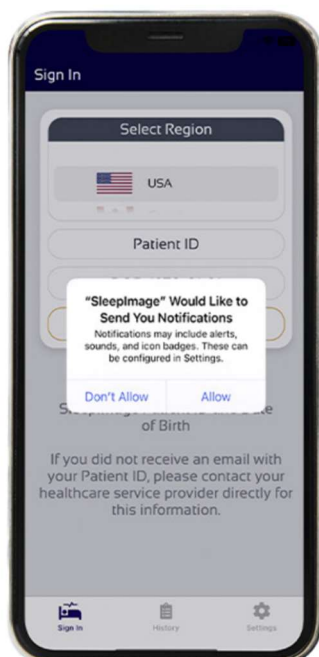 Sign In
Select Region
USA
Patient ID
"SleepImage" Would Like to
Send You Notifications
Notifications may include alerts,
sounds, and icon badges. These can
be configured in Settings.
Don't Allow
Allow
of Birth
If you did not receive an email with
your Patient ID, please contact your
healthcare service provider directly for
this information.
Sign In
History
Settings